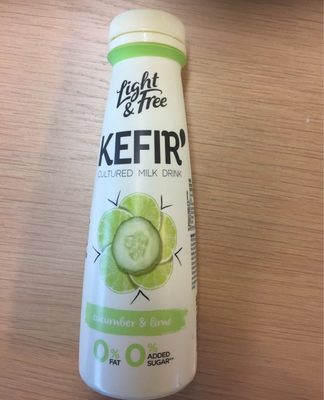 Light
& Free
KEFIR'
CULTURED MILK DRINK
cucumber & lime
0% FAT 0% ADDED SUGAR**